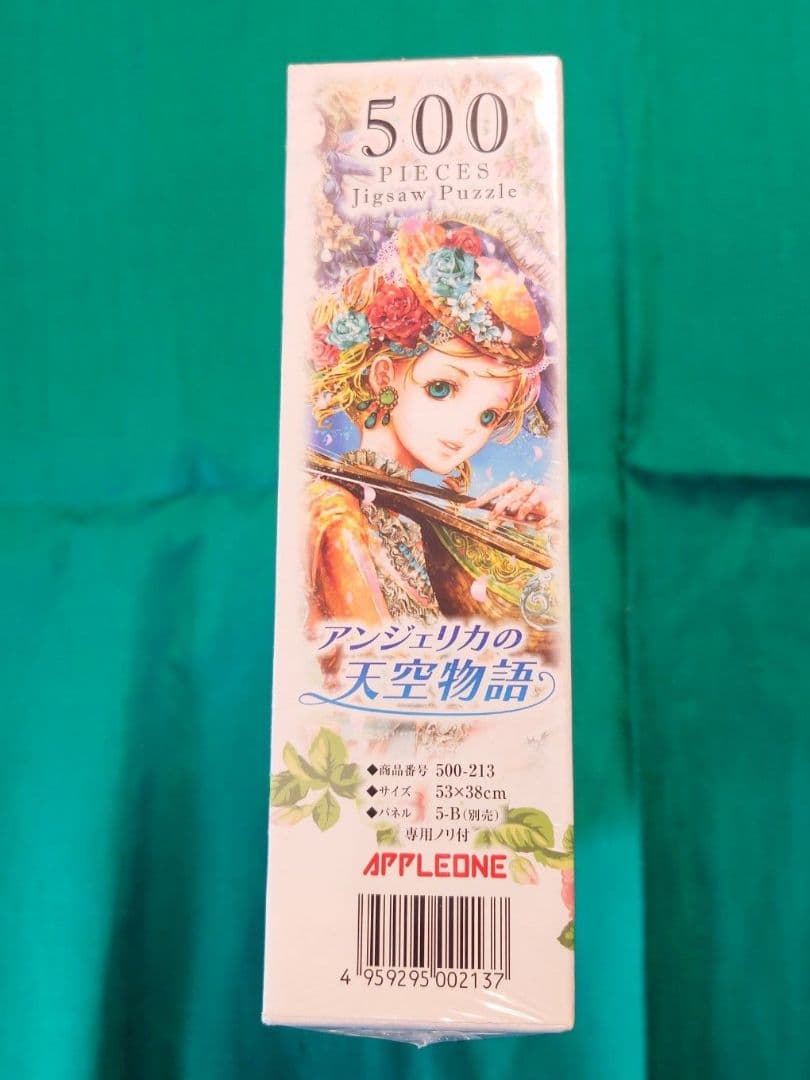 500
PIECES
Jigsaw Puzzle
アンジェリカの
天空物語
◆商品番号 500-213
◆サイズ 53×38cm
◆パネル 5-B(別売)
専用ノリ付
APPLEONE
4 959295 002137